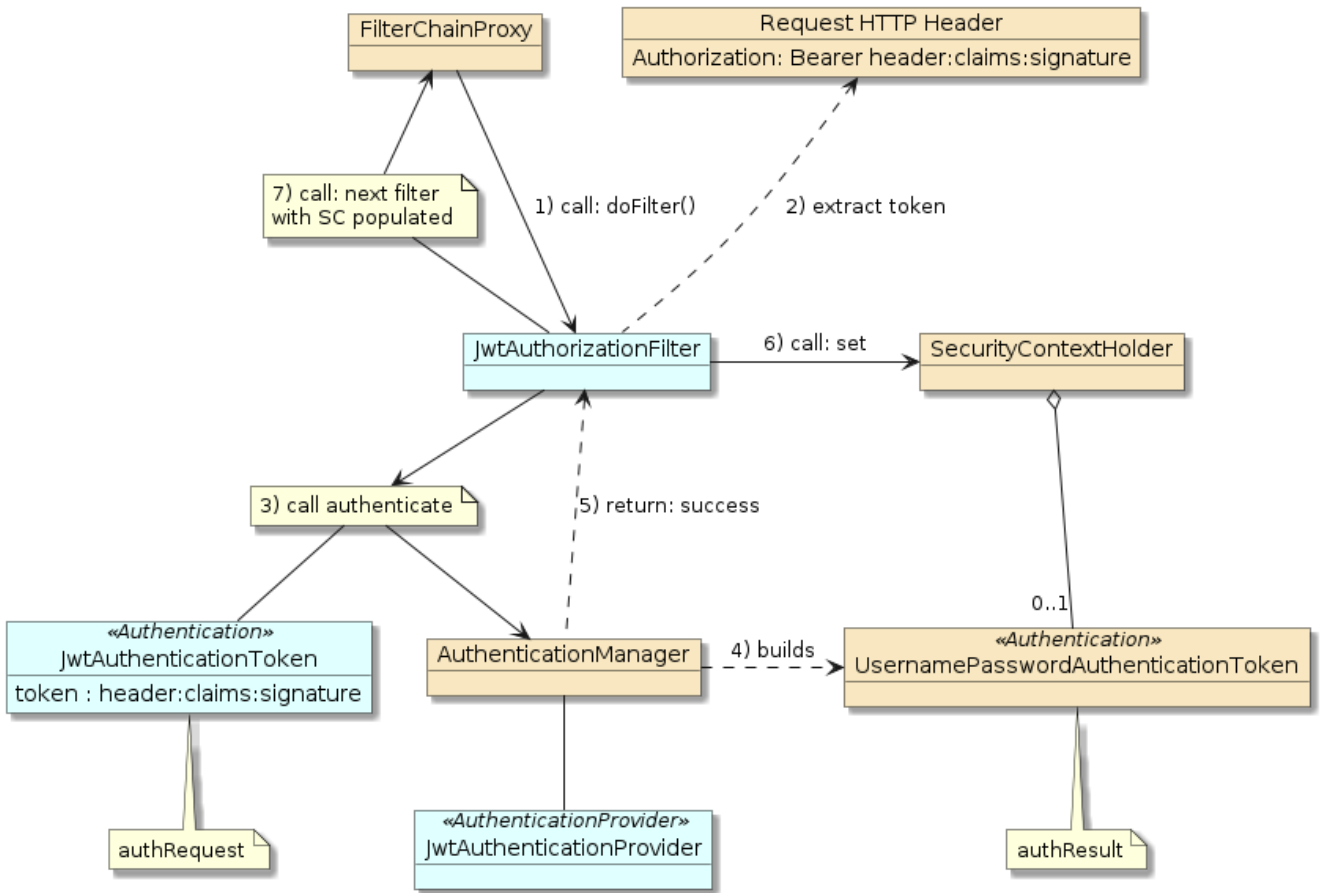 FilterChainProxy
Request HTTP Header
Authorization: Bearer header:claims:signature
7) call: next filter
with SC populated
1) call: doFilter()
2) extract token
JwtAuthorizationFilter
6) call: set
SecurityContextHolder
3) call authenticate
5) return: success
0..1
«Authentication»
JwtAuthenticationToken
token : header:claims:signature
AuthenticationManager
4) builds
«Authentication»
UsernamePasswordAuthenticationToken
authRequest
«AuthenticationProvider»
JwtAuthenticationProvider
authResult